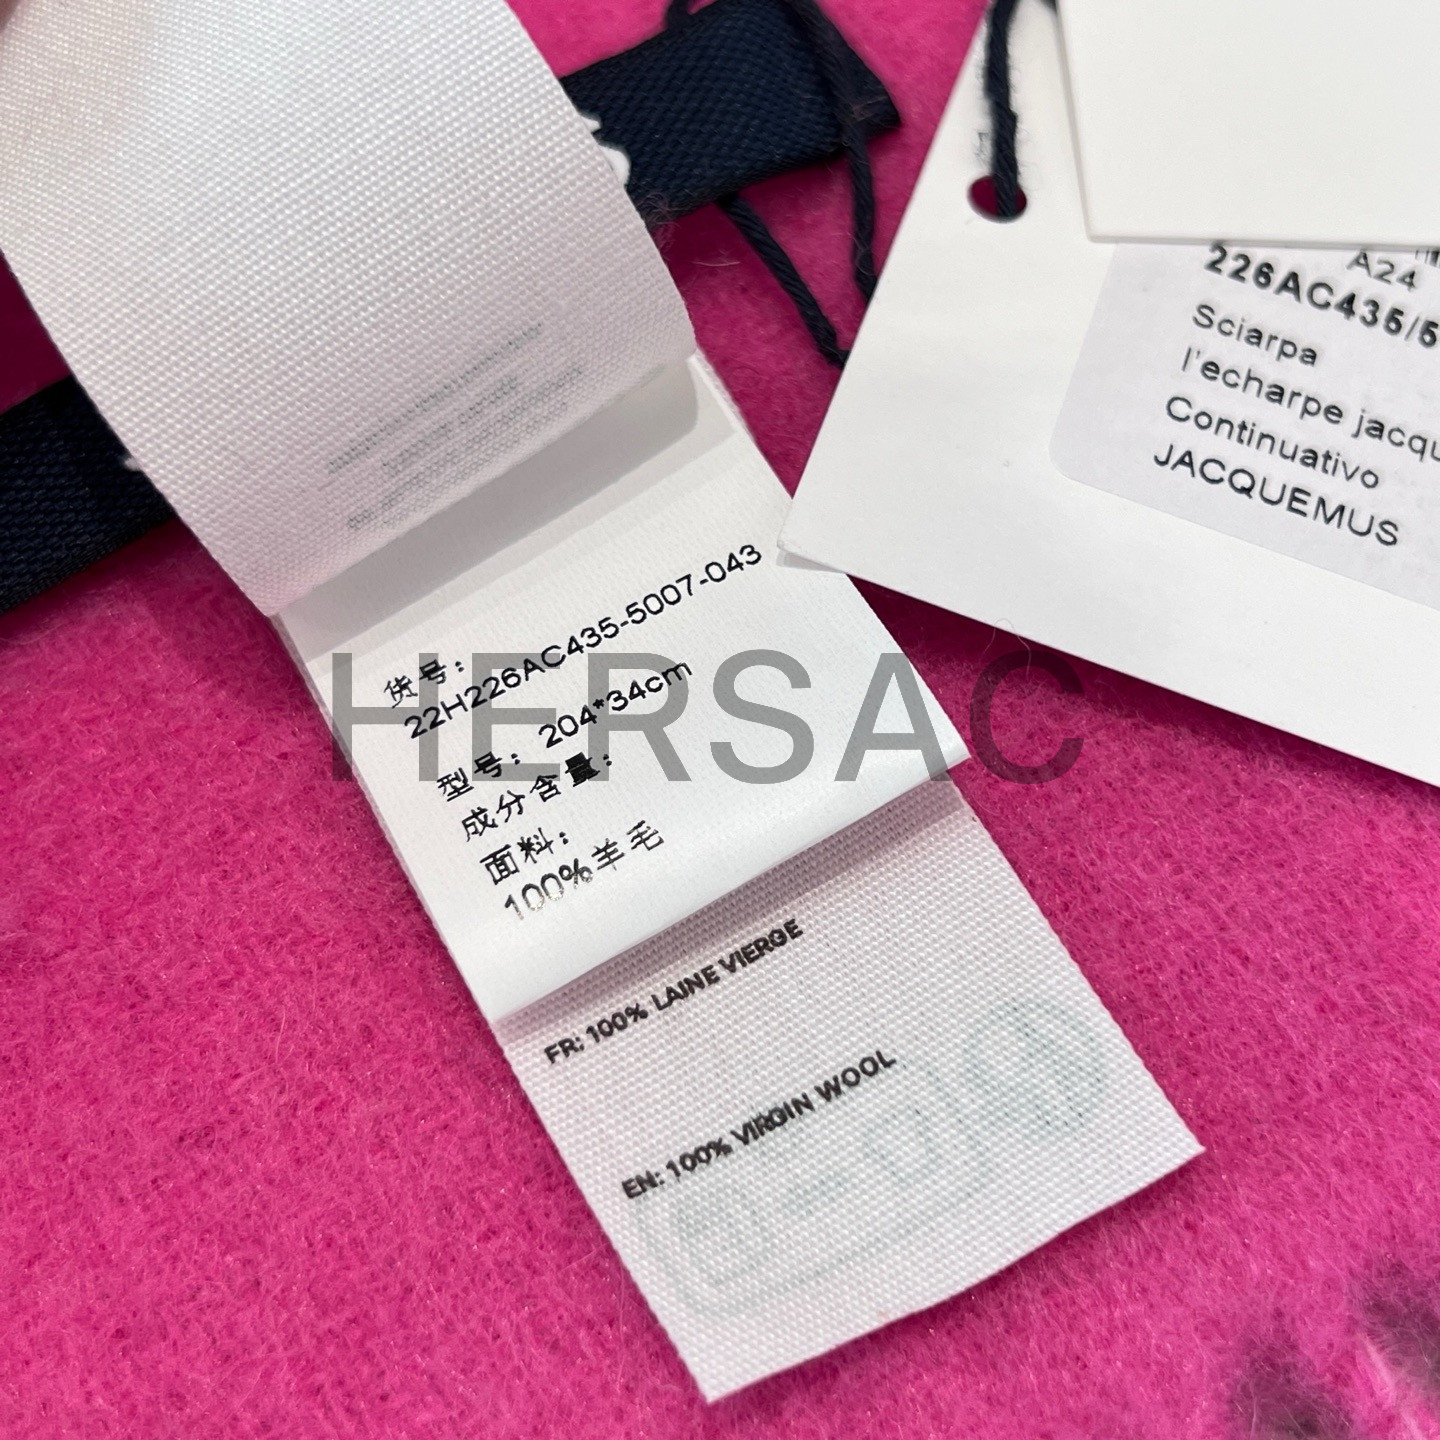 A24
226AC435/5
Sciarpa
l'echarpe jacqu
Continuativo
JACQUEMUS
货号:
22H226AC435-5007-043
型号: 204*34cm
成分含量:
面料:
100%羊毛
HERSAC
FR: 100% LAINE VIERGE
EN: 100% VIRGIN WOOL